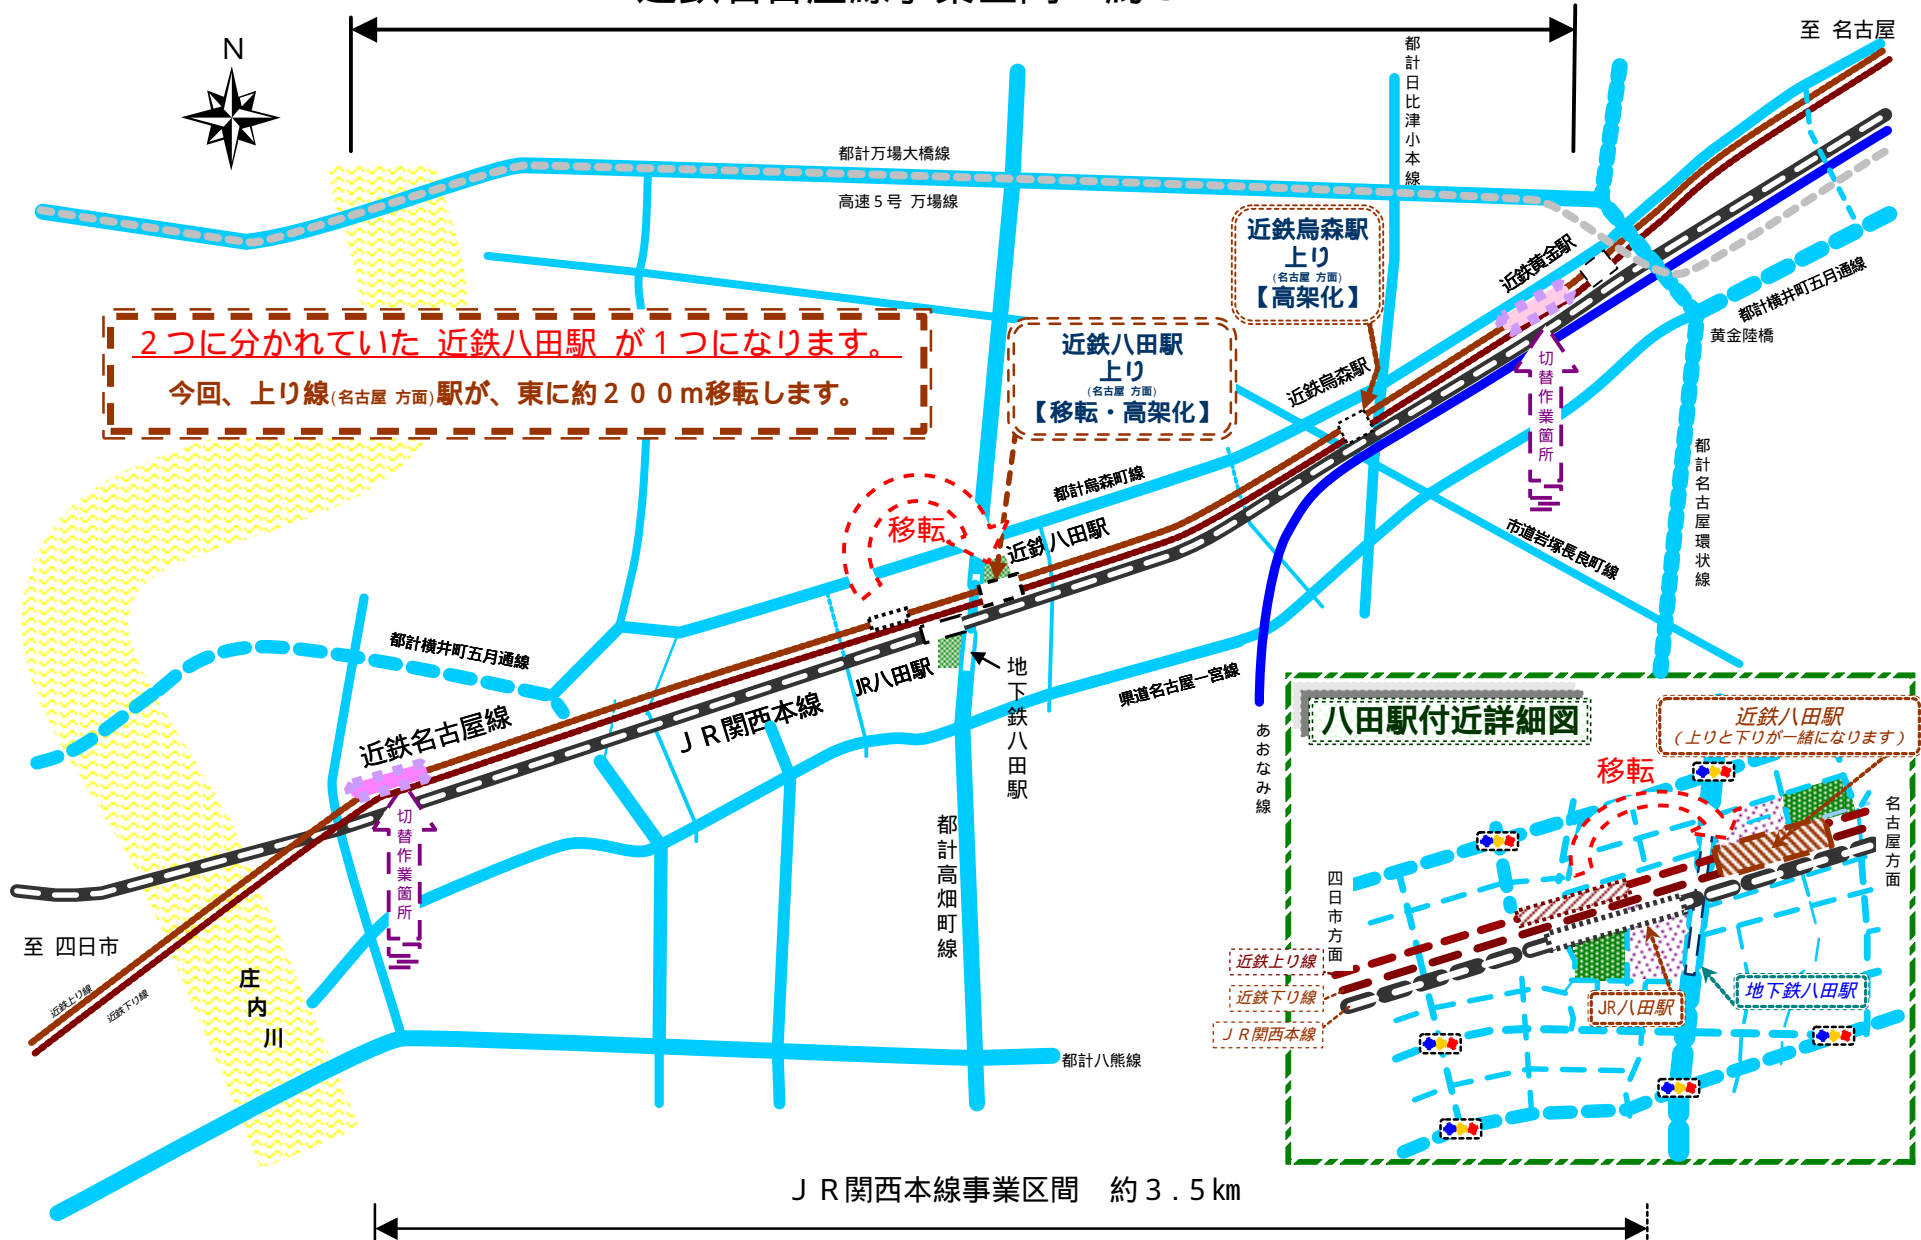 N
至 名古屋
都計日比津小本線
都計万場大橋線
高速5号 万場線
近鉄烏森駅
上り
(名古屋 方面)
【高架化】
近鉄黄金駅
都計横井町五月通線
黄金陸橋
2つに分かれていた 近鉄八田駅 が1つになります。
今回、上り線(名古屋 方面)駅が、東に約200m移転します。
近鉄八田駅
上り
(名古屋 方面)
【移転・高架化】
近鉄烏森駅
切替作業箇所
都計名古屋環状線
都計烏森町線
移転
近鉄八田駅
市道岩塚長良町線
都計横井町五月通線
JR八田駅
地下鉄八田駅
県道名古屋一宮線
近鉄名古屋線
JR関西本線
あおなみ線
切替作業箇所
都計高畑町線
至 四日市
庄内川
近鉄上り線
近鉄下り線
都計八熊線
八田駅付近詳細図
近鉄八田駅
(上りと下りが一緒になります)
移転
名古屋方面
四日市方面
近鉄上り線
近鉄下り線
JR関西本線
JR八田駅
地下鉄八田駅
JR関西本線事業区間 約3.5km